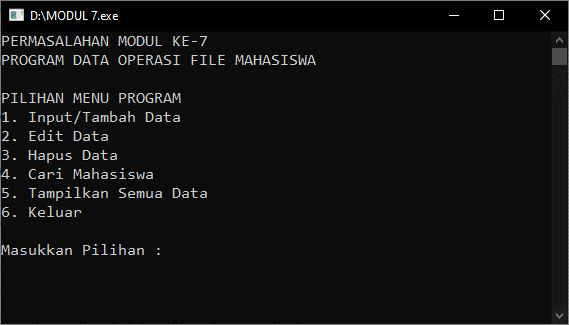 D:\MODUL 7.exe
PERMASALAHAN MODUL KE-7
PROGRAM DATA OPERASI FILE MAHASISWA
PILIHAN MENU PROGRAM
1. Input/Tambah Data
2. Edit Data
3. Hapus Data
4. Cari Mahasiswa
5. Tampilkan Semua Data
6. Keluar
Masukkan Pilihan :